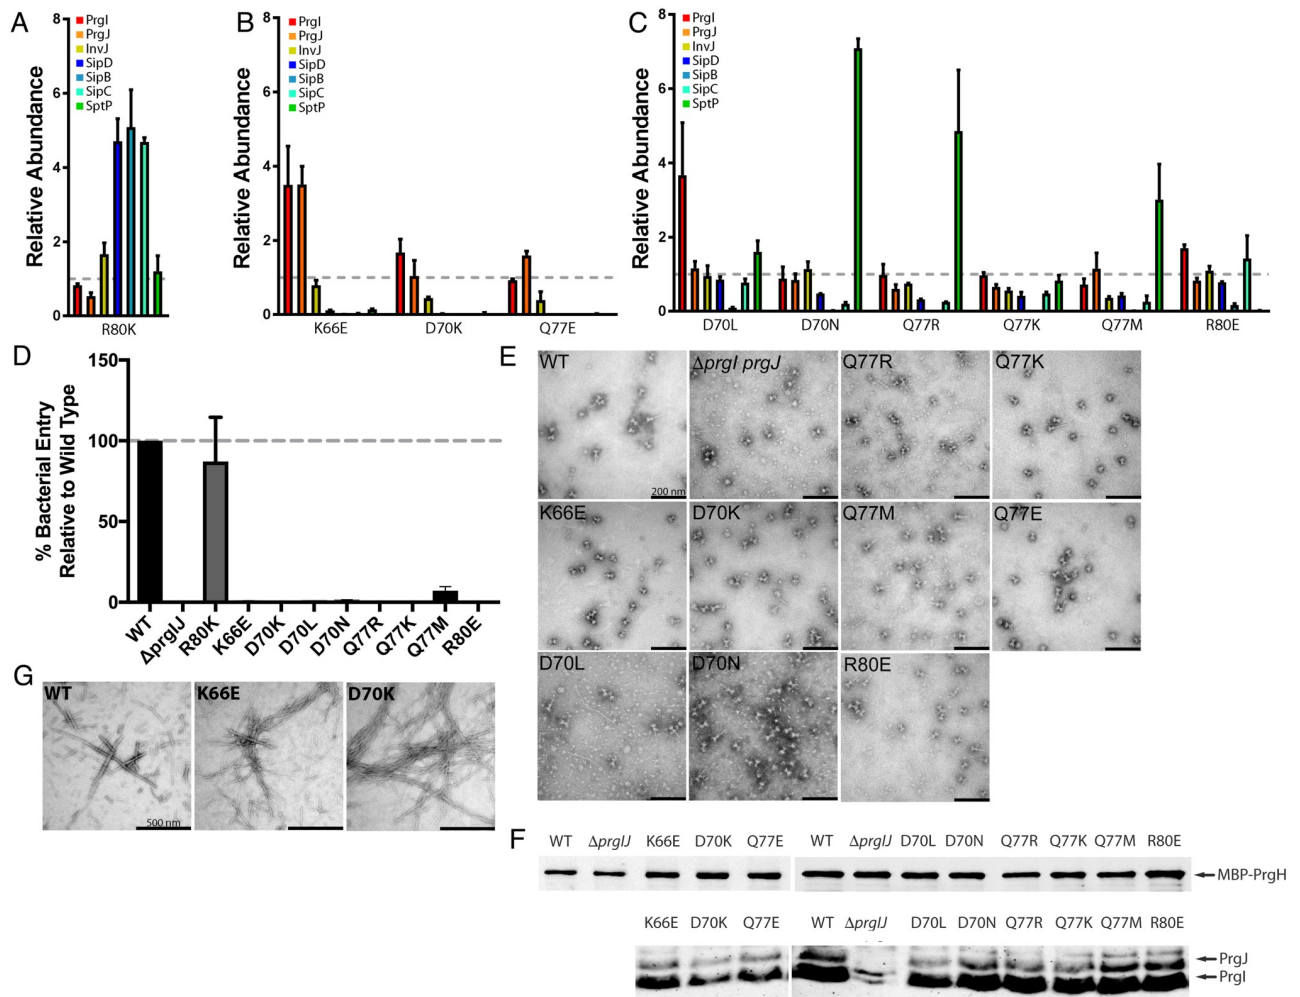 A
8
6
4
2
0
Relative Abundance
PrgI
PrgJ
InvJ
SipD
SipB
SipC
SptP
R80K
B
8
6
4
2
0
Relative Abundance
PrgI
PrgJ
InvJ
SipD
SipB
SipC
SptP
K66E D70K Q77E
C
8
6
4
2
0
Relative Abundance
PrgI
PrgJ
InvJ
SipD
SipB
SipC
SptP
D70L D70N Q77R Q77K Q77M R80E
D
150
100
50
0
% Bacterial Entry
Relative to Wild Type
WT ΔprgIJ R80K K66E D70K D70L D70N Q77R Q77K Q77M R80E
E
WT ΔprgI prgJ Q77R Q77K
200 nm
K66E D70K Q77M Q77E
D70L D70N R80E
G
WT K66E D70K
500 nm
F
WT ΔprgIJ K66E D70K Q77E WT ΔprgIJ D70L D70N Q77R Q77K Q77M R80E
MBP-PrgH
K66E D70K Q77E WT ΔprgIJ D70L D70N Q77R Q77K Q77M R80E
PrgJ
PrgI